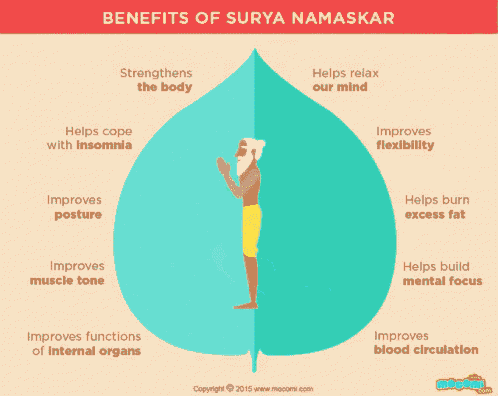 BENEFITS OF SURYA NAMASKAR
Strengthens
the body
Helps relax
our mind
Helps cope
with insomnia
Improves
flexibility
Improves
posture
Helps burn
excess fat
Improves
muscle tone
Helps build
mental focus
Improves functions
of internal organs
Improves
blood circulation
Copyright © 2015 www.mocomi.com
mocomi
.com